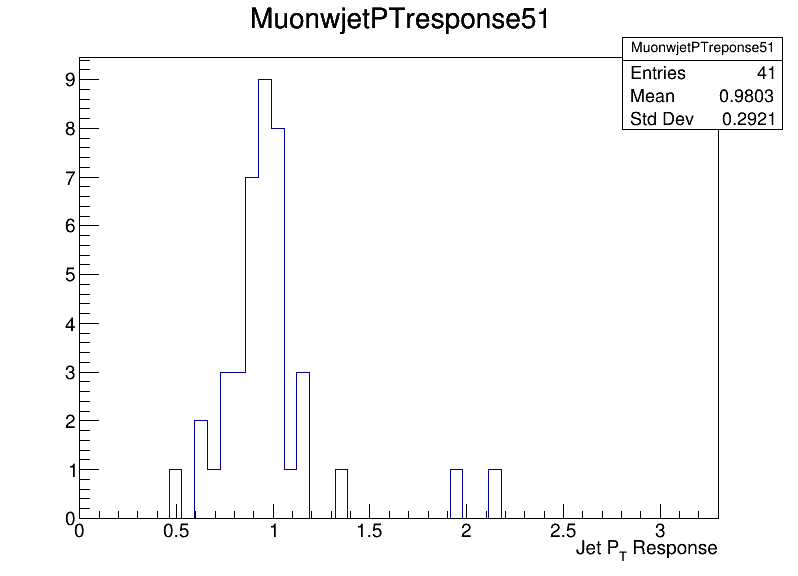 MuonwjetPTresponse51
MuonwjetPTreponse51
Entries 41
Mean 0.9803
Std Dev 0.2921
9
8
7
6
5
4
3
2
1
0
0 0.5 1 1.5 2 2.5 3
Jet PT Response